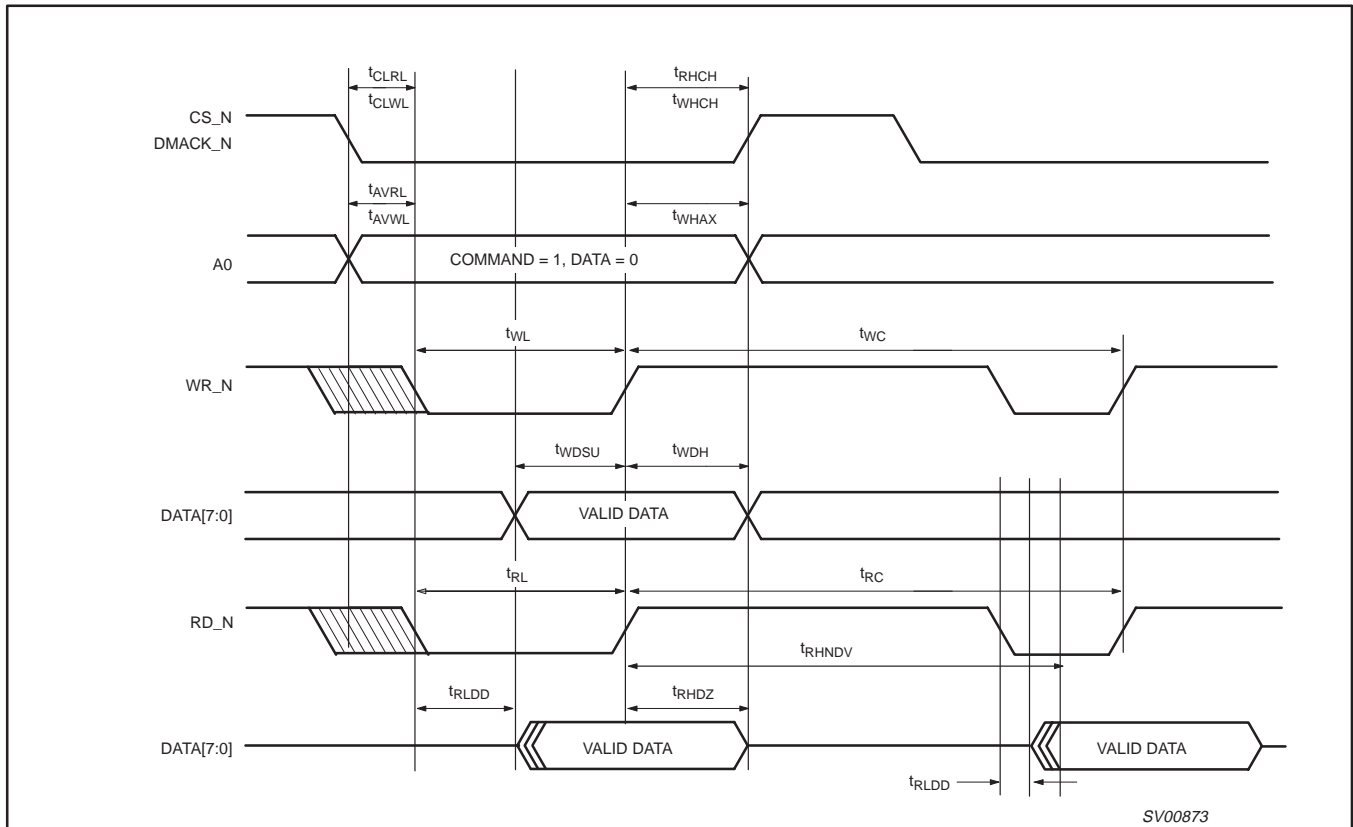 tCLRL
tRHCH
CS_N
tCLWL
tWHCH
DMACK_N
tAVRL
tAVWL
tWHAX
A0
COMMAND = 1, DATA = 0
tWL
tWC
WR_N
tWDSU
tWDH
DATA[7:0]
VALID DATA
tRL
tRC
RD_N
tRHNDV
tRLDD
tRHDZ
DATA[7:0]
VALID DATA
VALID DATA
tRLDD
SV00873